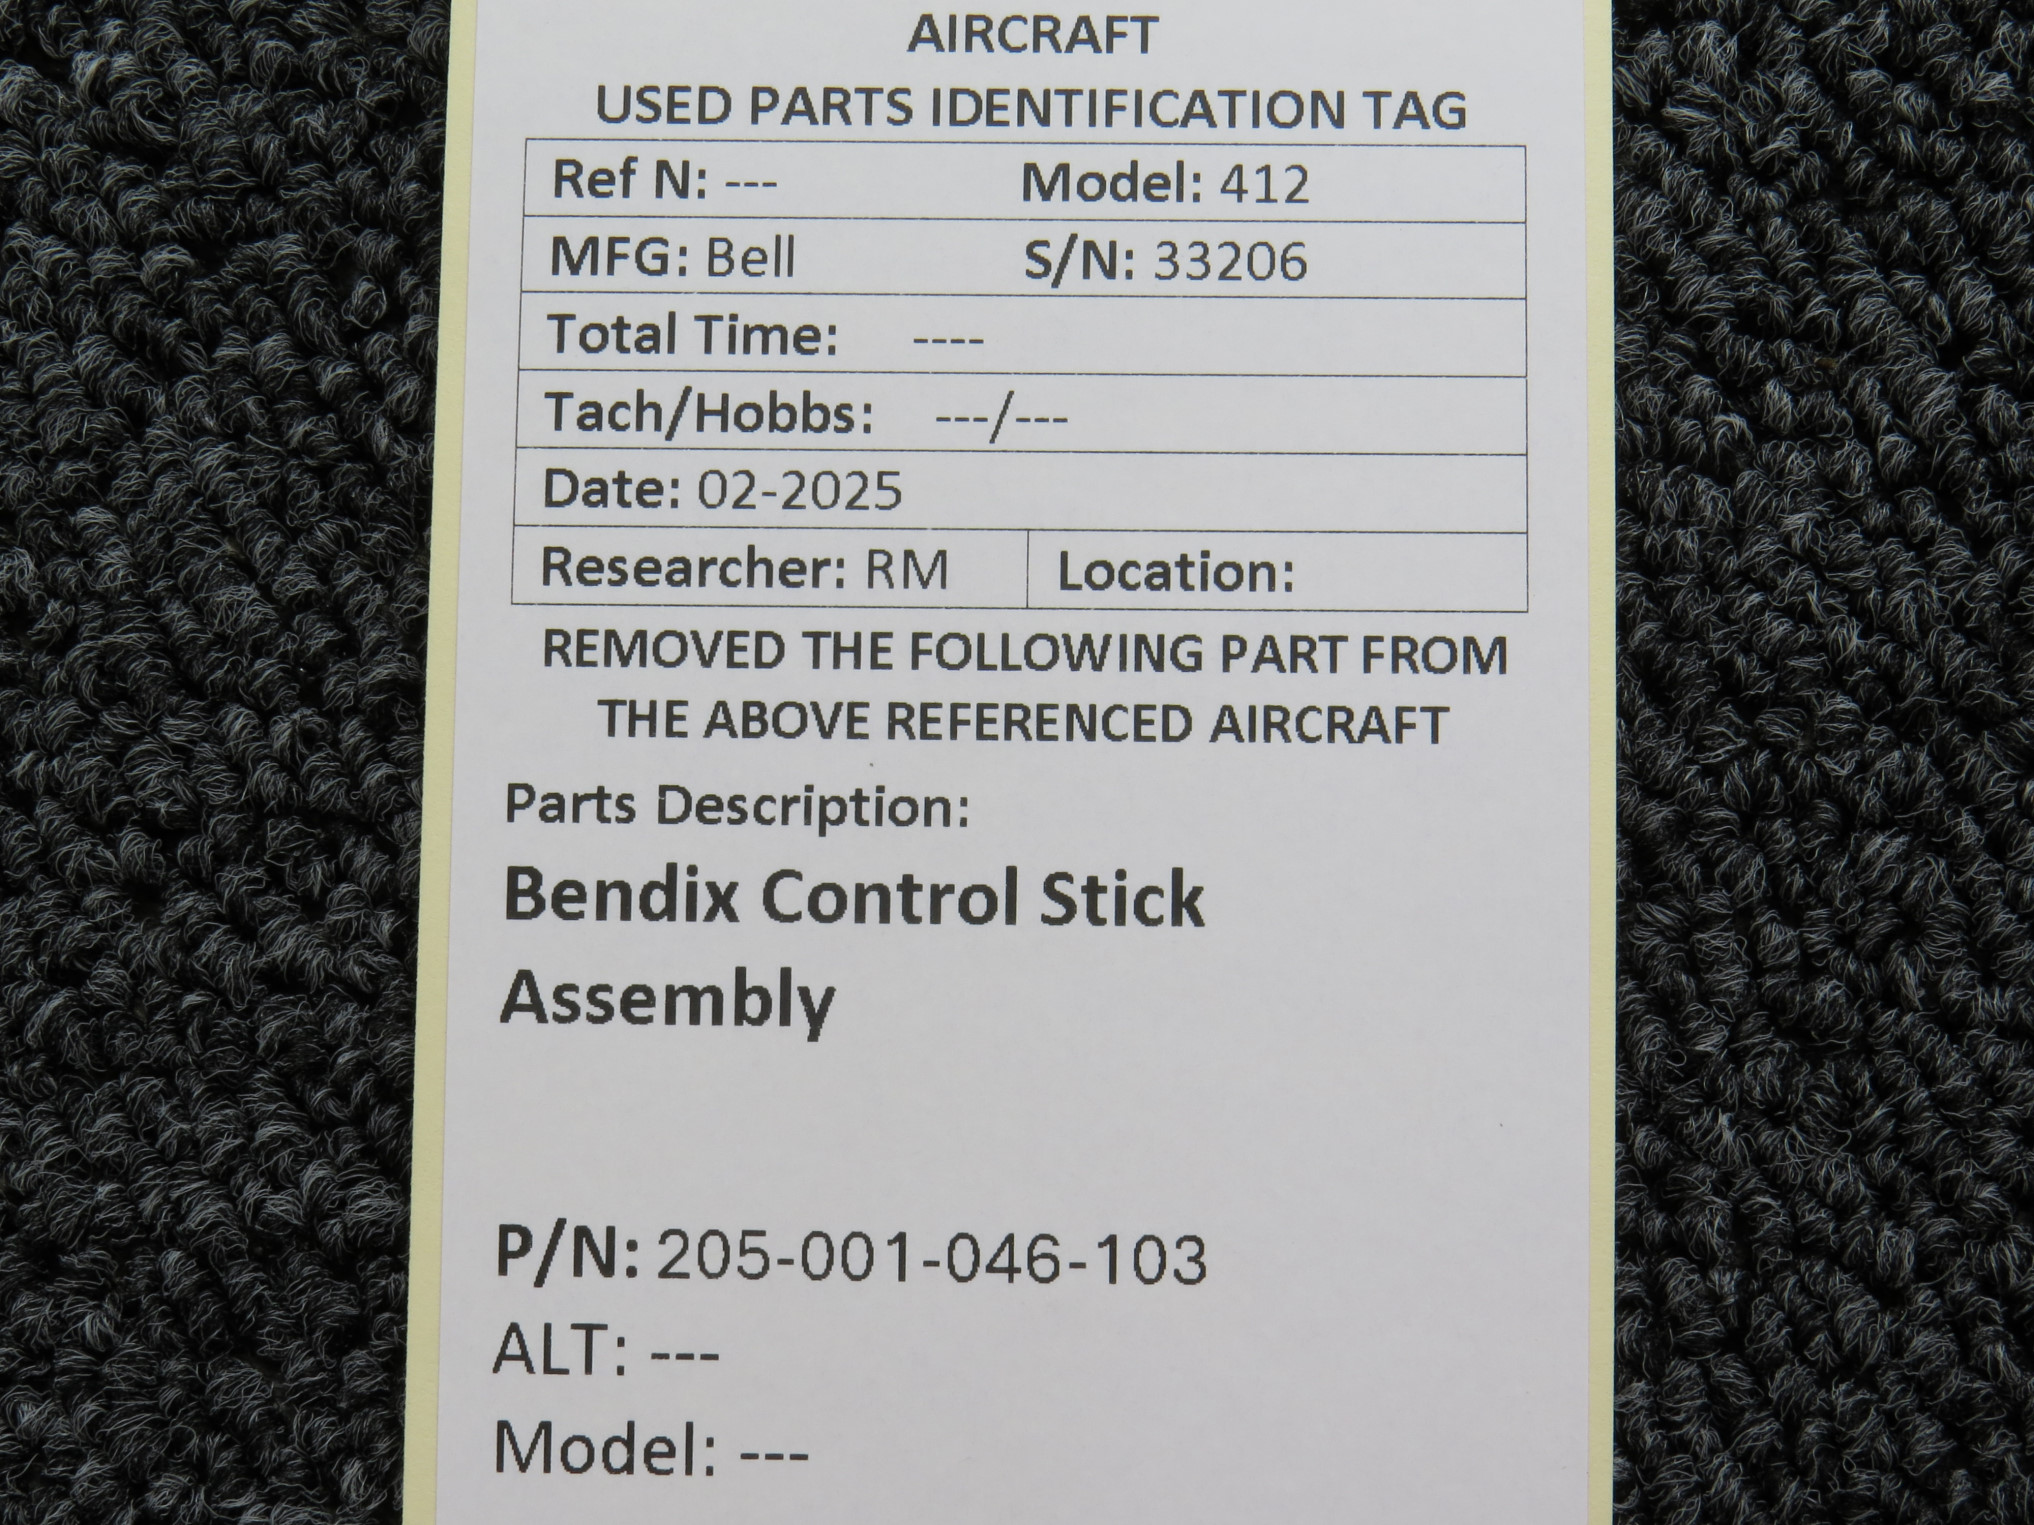 AIRCRAFT
USED PARTS IDENTIFICATION TAG
Ref N: --- Model: 412
MFG: Bell S/N: 33206
Total Time: ----
Tach/Hobbs: ---/---
Date: 02-2025
Researcher: RM Location:
REMOVED THE FOLLOWING PART FROM
THE ABOVE REFERENCED AIRCRAFT
Parts Description:
Bendix Control Stick
Assembly
P/N: 205-001-046-103
ALT: ---
Model: ---